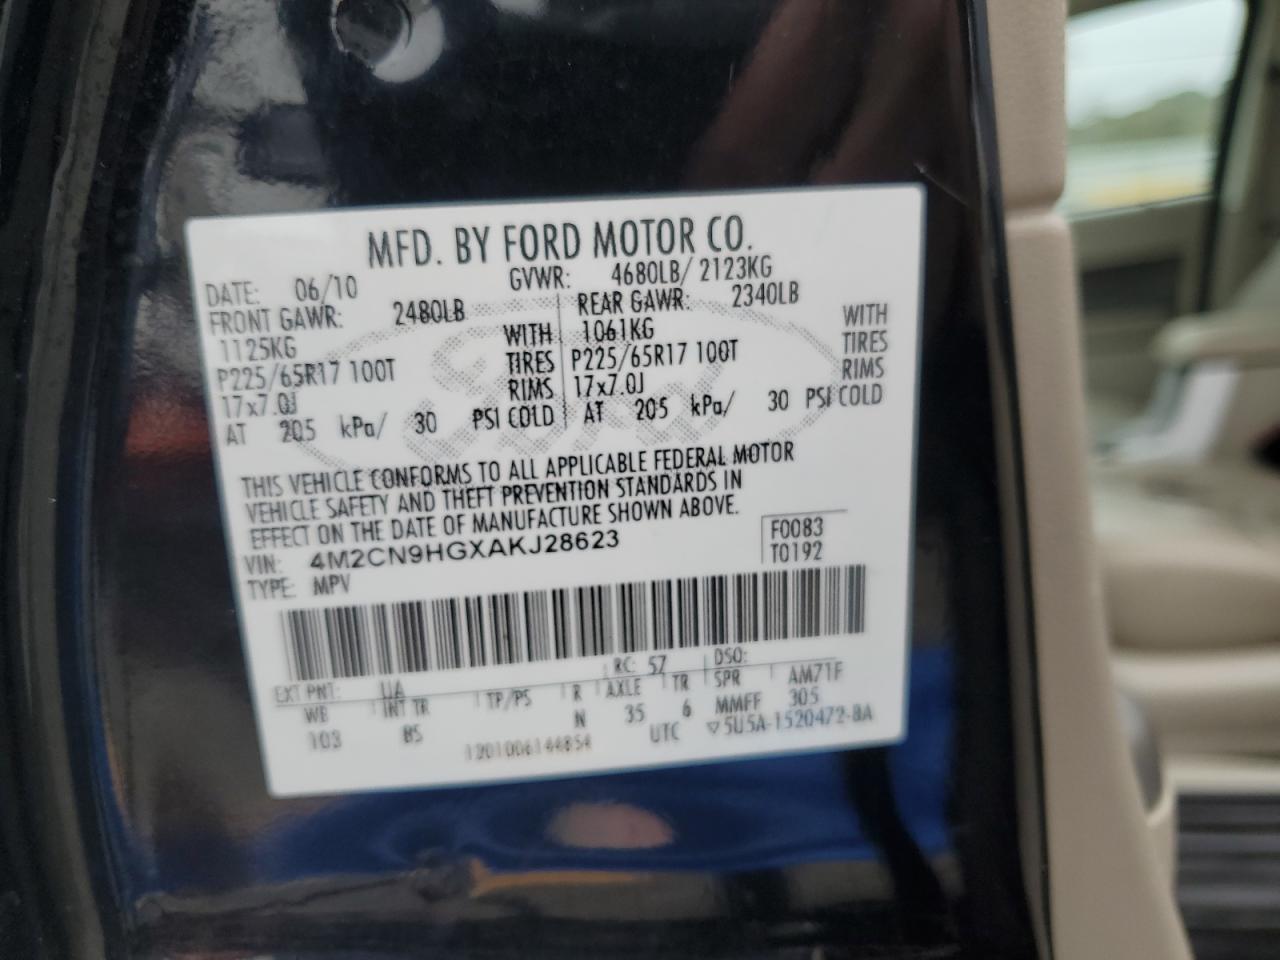 MFD. BY FORD MOTOR CO.
DATE: 06/10 GVWR: 4680LB/ 2123KG
FRONT GAWR: 2480LB REAR GAWR: 2340LB
1125KG WITH 1061KG WITH
P225/65R17 100T TIRES P225/65R17 100T TIRES
17x7.0J RIMS 17x7.0J RIMS
AT 205 kPa/ 30 PSI COLD AT 205 kPa/ 30 PSI COLD
THIS VEHICLE CONFORMS TO ALL APPLICABLE FEDERAL MOTOR
VEHICLE SAFETY AND THEFT PREVENTION STANDARDS IN
EFFECT ON THE DATE OF MANUFACTURE SHOWN ABOVE.
VIN: 4M2CN9HGXAKJ28623 F0083
TYPE: MPV T0192
EXT PNT: UA RC: 57 DSO:
WB INT TR TP/PS R AXLE TR SPR AM71F
103 BS N 35 6 MMFF 305
1201006144854 UTC ▽5U5A-1520472-BA